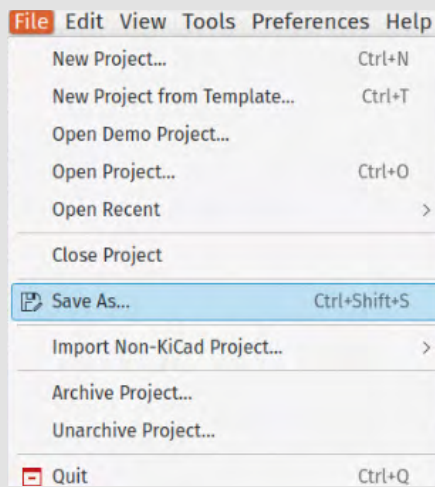 File Edit View Tools Preferences Help
New Project... Ctrl+N
New Project from Template... Ctrl+T
Open Demo Project...
Open Project... Ctrl+O
Open Recent
Close Project
Save As... Ctrl+Shift+S
Import Non-KiCad Project...
Archive Project...
Unarchive Project...
Quit Ctrl+Q